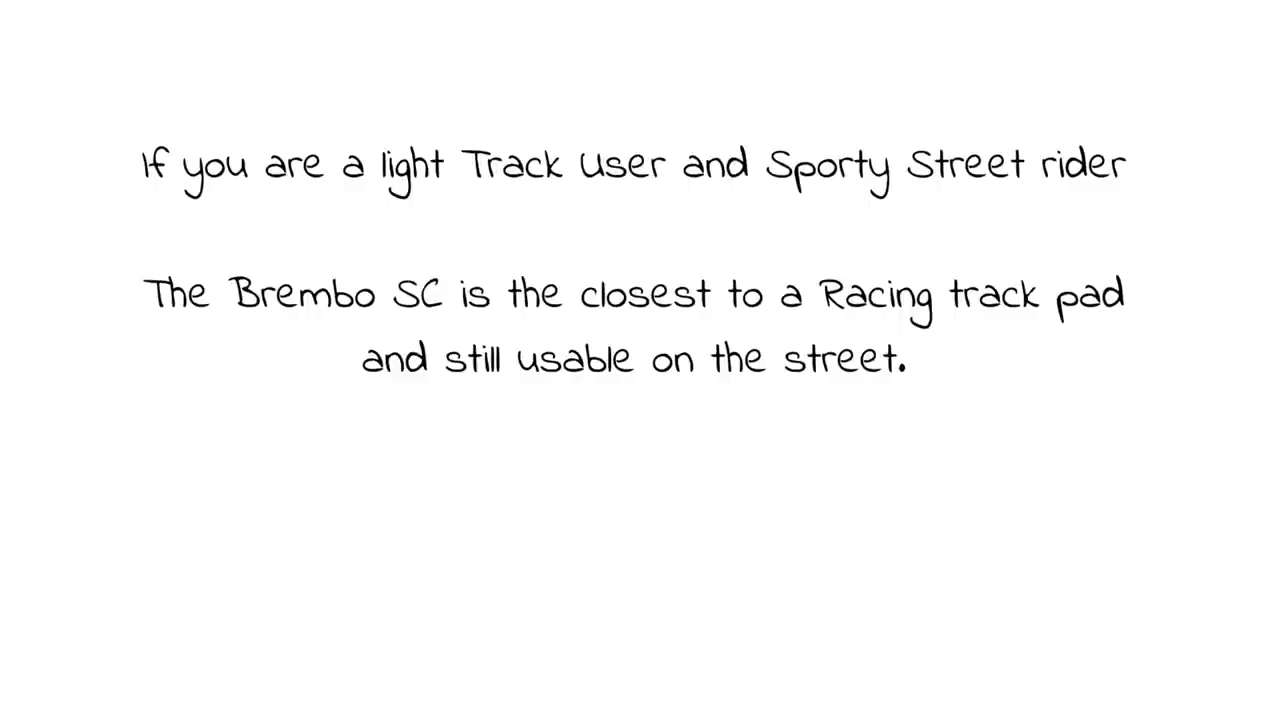 If you are a light Track User and Sporty Street rider
The Brembo SC is the closest to a Racing track pad
and still usable on the street.